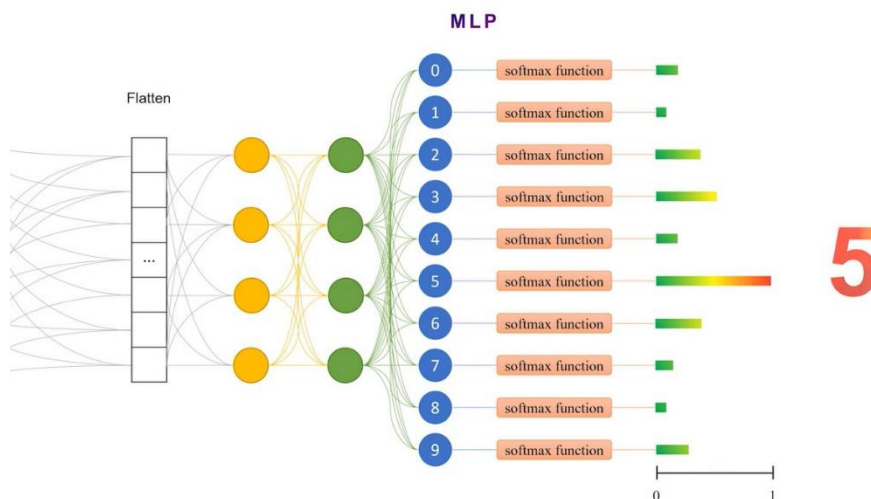 MLP
Flatten
...
0 softmax function
1 softmax function
2 softmax function
3 softmax function
4 softmax function
5 softmax function
6 softmax function
7 softmax function
8 softmax function
9 softmax function
5
0 1